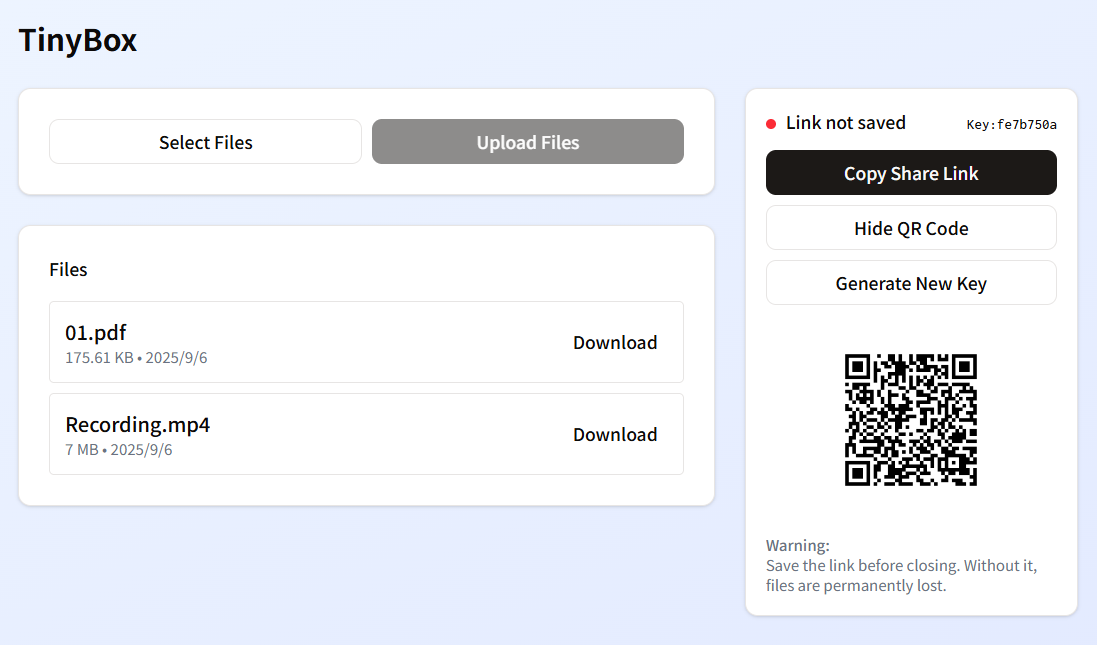 TinyBox
Select Files
Upload Files
Files
01.pdf
175.61 KB • 2025/9/6
Download
Recording.mp4
7 MB • 2025/9/6
Download
Link not saved
Key:fe7b750a
Copy Share Link
Hide QR Code
Generate New Key
Warning:
Save the link before closing. Without it,
files are permanently lost.